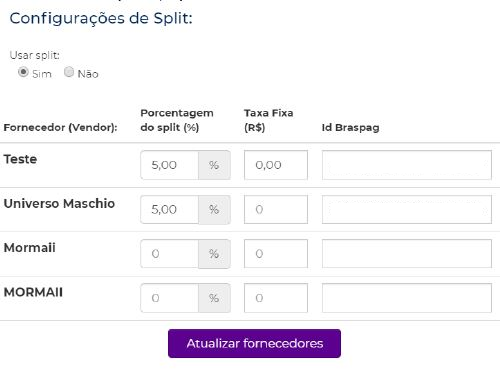 Configurações de Split:
Usar split:
Sim Não
Fornecedor (Vendor): Porcentagem do split (%) Taxa Fixa (R$) Id Braspag
Teste 5,00 % 0,00
Universo Maschio 5,00 % 0
Mormaii 0 % 0
MORMAII 0 % 0
Atualizar fornecedores